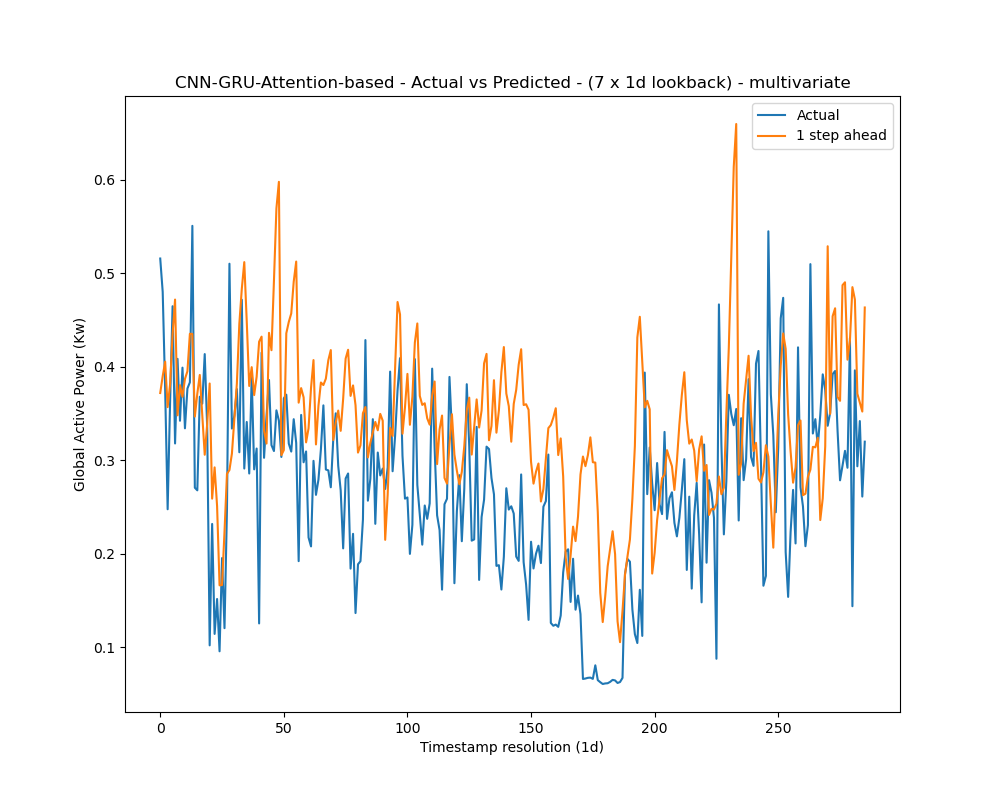 CNN-GRU-Attention-based - Actual vs Predicted - (7 x 1d lookback) - multivariate
Actual
1 step ahead
0.6
0.5
0.4
0.3
0.2
0.1
Global Active Power (Kw)
0 50 100 150 200 250
Timestamp resolution (1d)